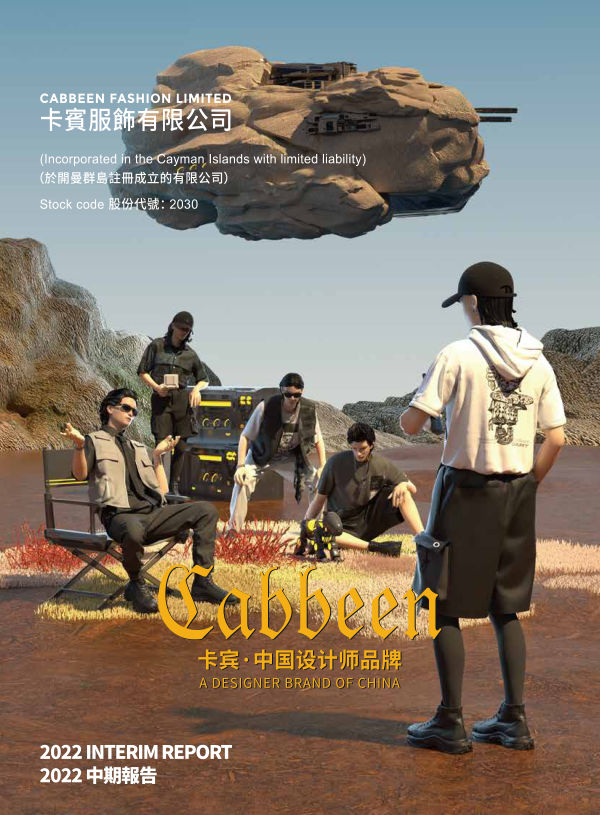 CABBEEN FASHION LIMITED
卡賓服飾有限公司
(Incorporated in the Cayman Islands with limited liability)
（於開曼群島註冊成立的有限公司）
Stock code 股份代號：2030
Cabbeen
卡宾·中国设计师品牌
A DESIGNER BRAND OF CHINA
2022 INTERIM REPORT
2022 中期報告